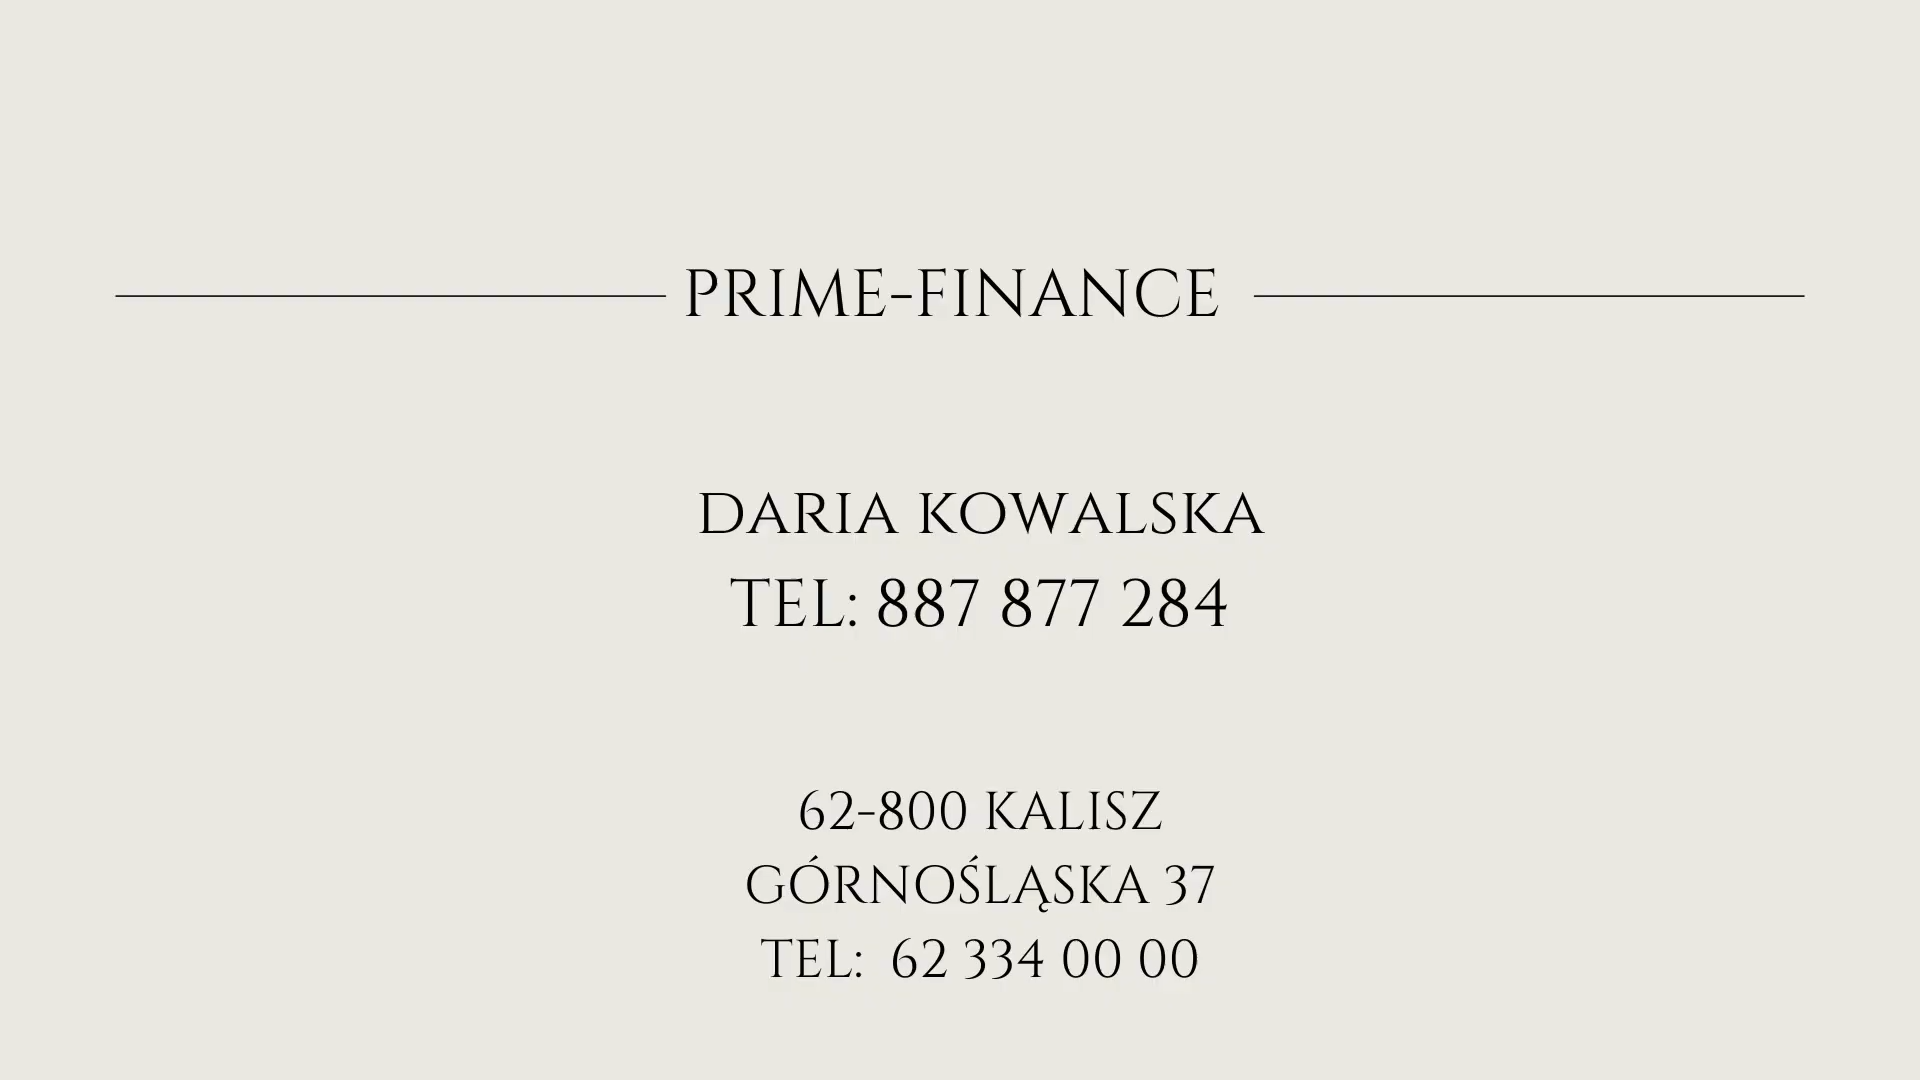 PRIME-FINANCE
DARIA KOWALSKA
TEL: 887 877 284
62-800 KALISZ
GÓRNOŚLĄSKA 37
TEL: 62 334 00 00